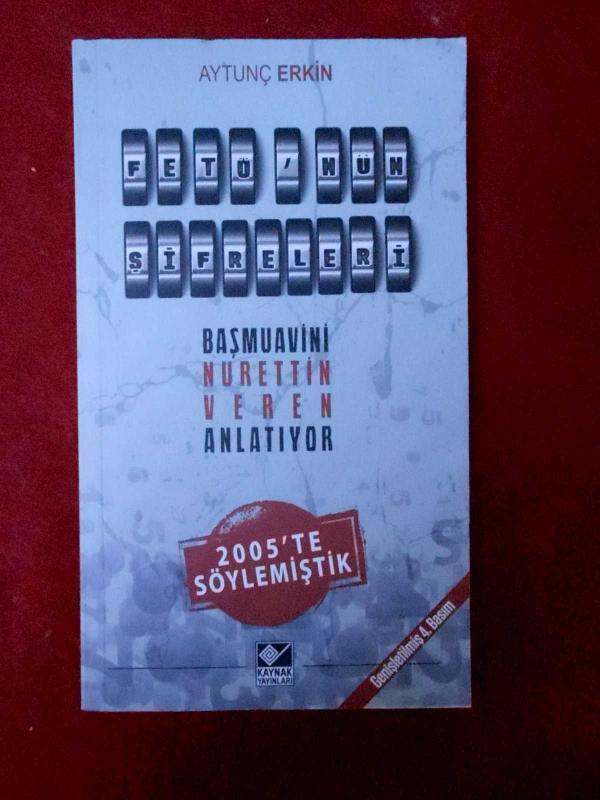 AYTUNÇ ERKİN
FETÖ'NÜN
ŞİFRELERİ
BAŞMUAVİNİ
NURETTİN
VEREN
ANLATIYOR
2005'TE
SÖYLEMİŞTİK
KAYNAK
YAYINLARI
Genişletilmiş 4. Basım